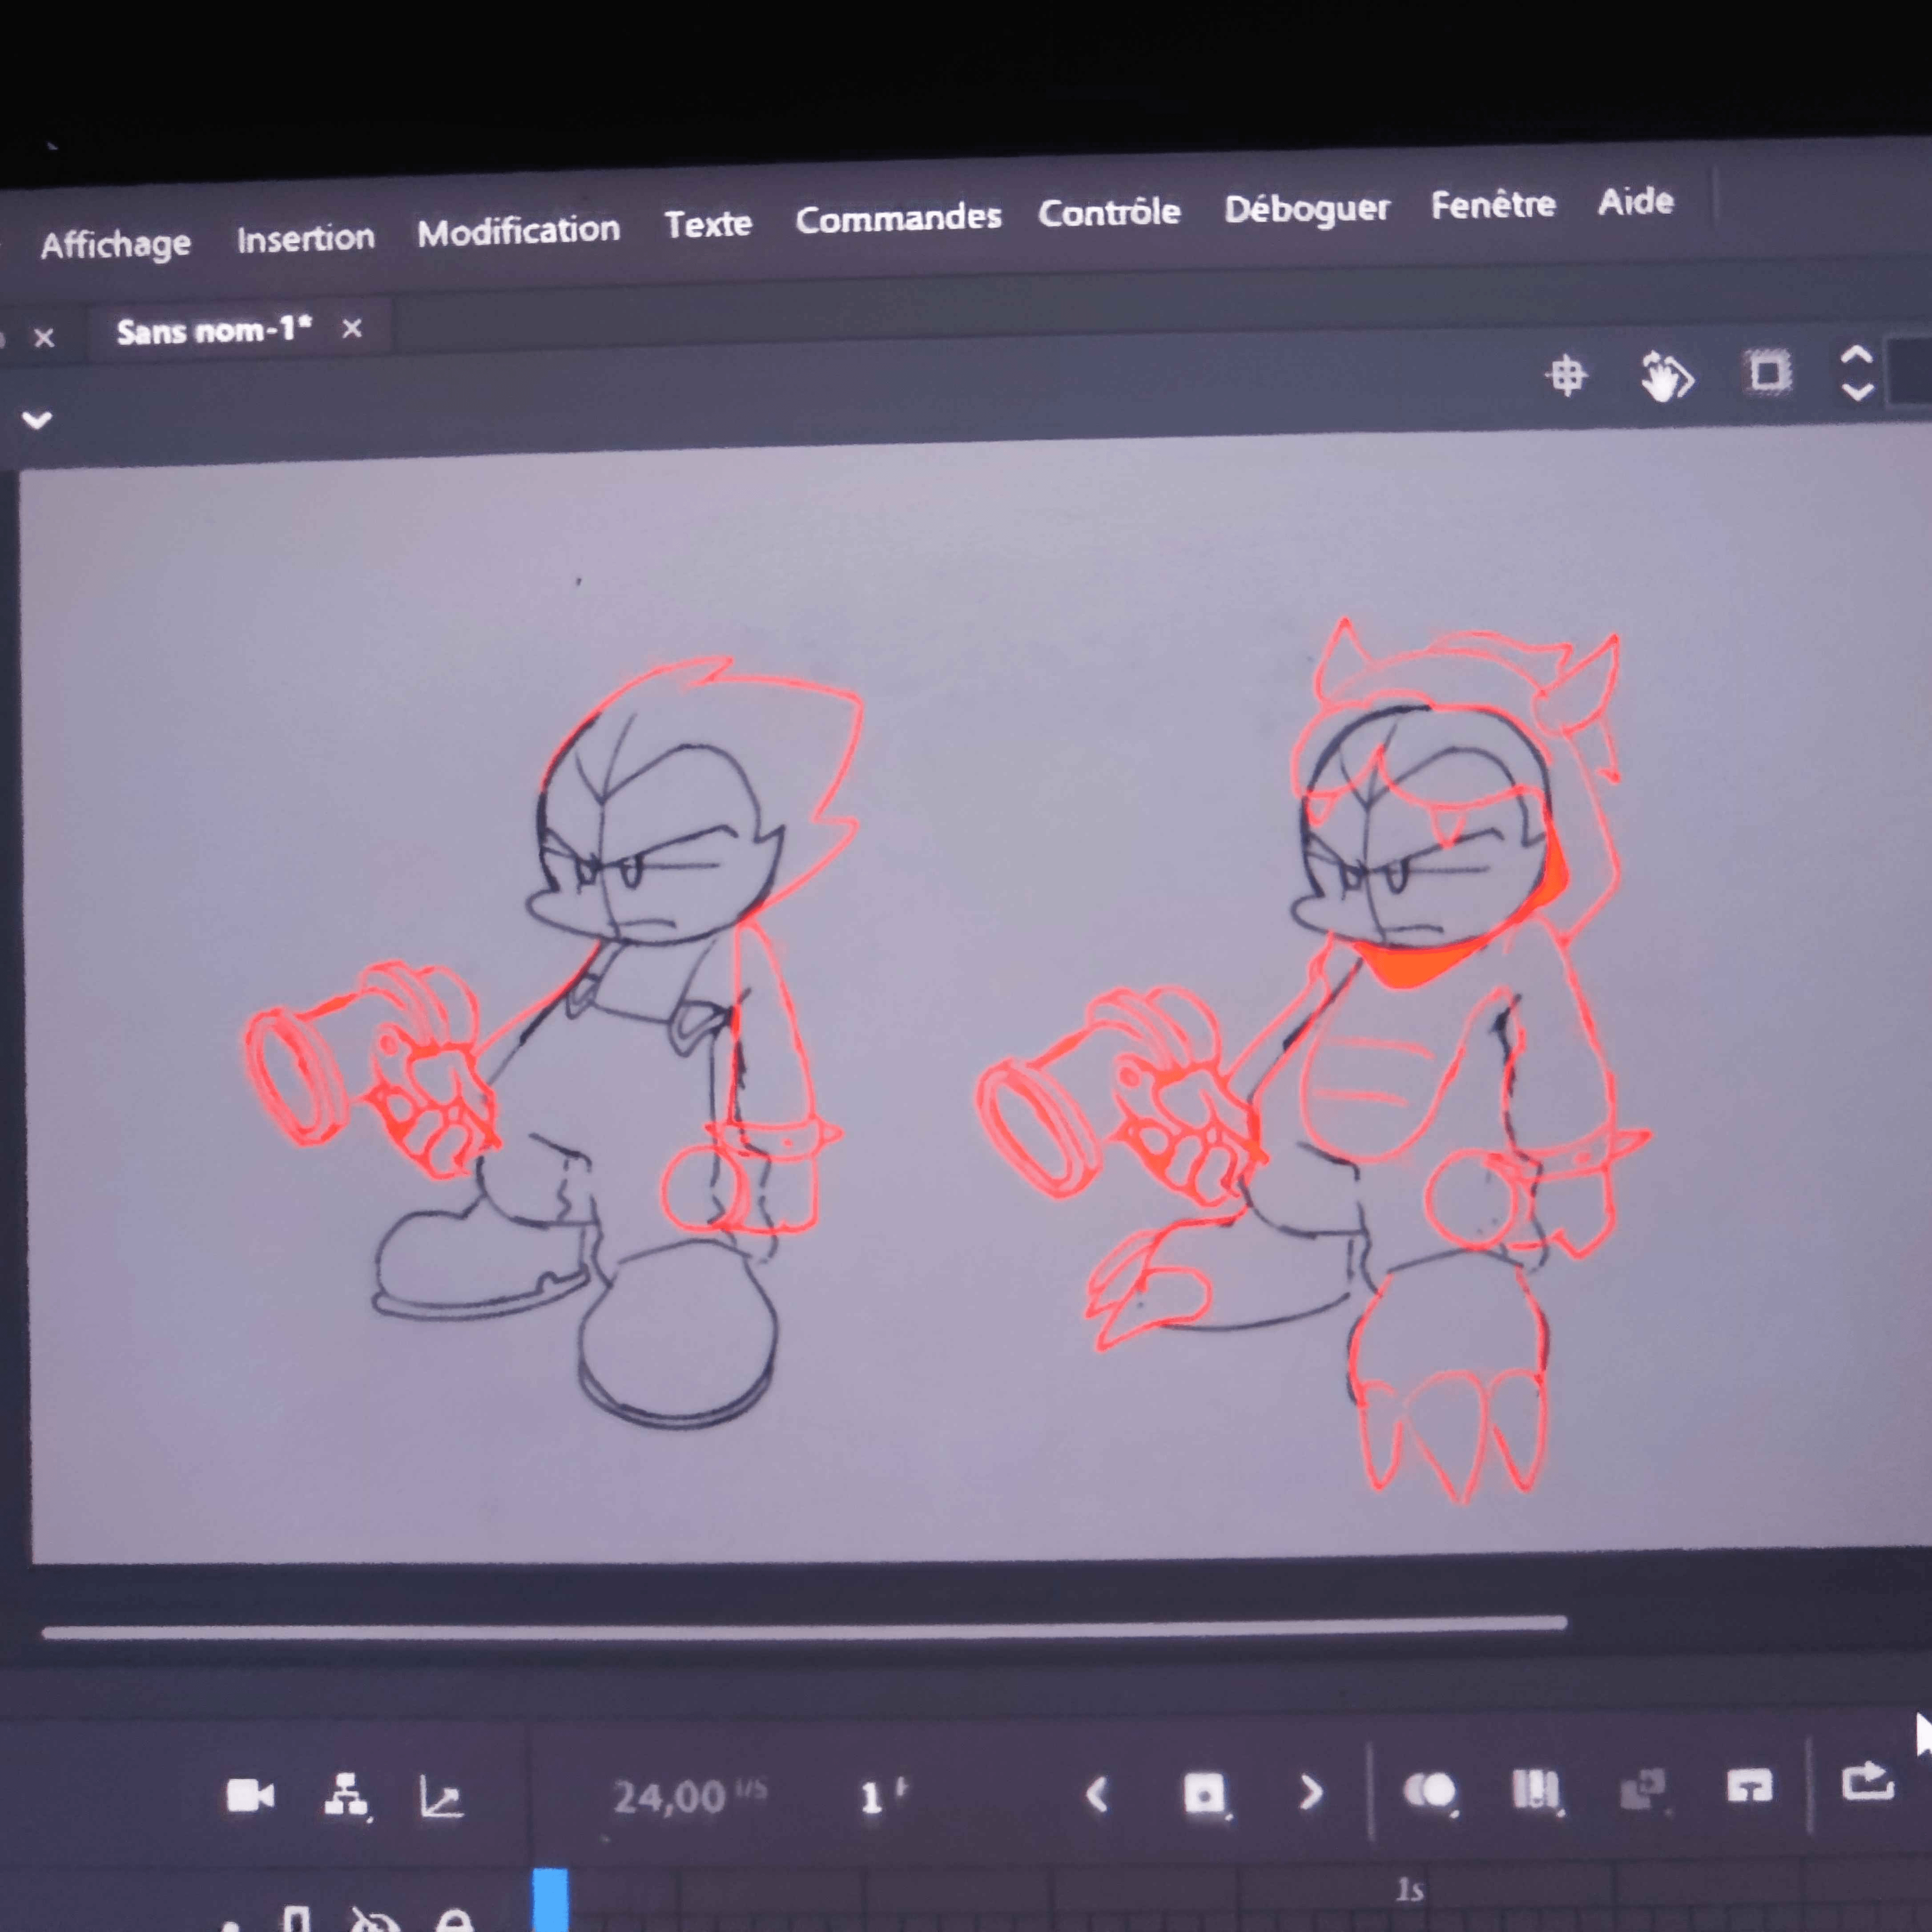 Affichage Insertion Modification Texte Commandes Contrôle Déboguer Fenêtre Aide
Sans nom-1*
24,00 1
1s